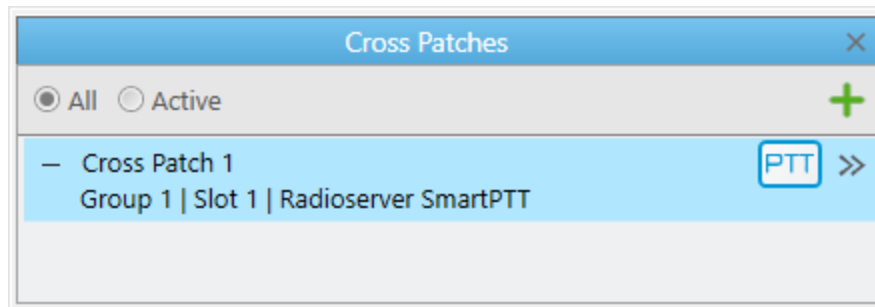 Cross Patches
All Active
Cross Patch 1 PTT
Group 1 | Slot 1 | Radioserver SmartPTT